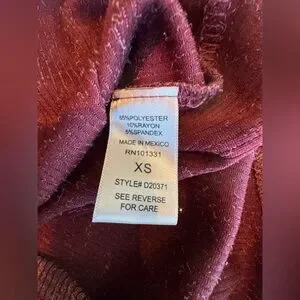 85%POLYESTER
10%RAYON
5%SPANDEX
MADE IN MEXICO
RN101331
XS
STYLE# D20371
SEE REVERSE
FOR CARE